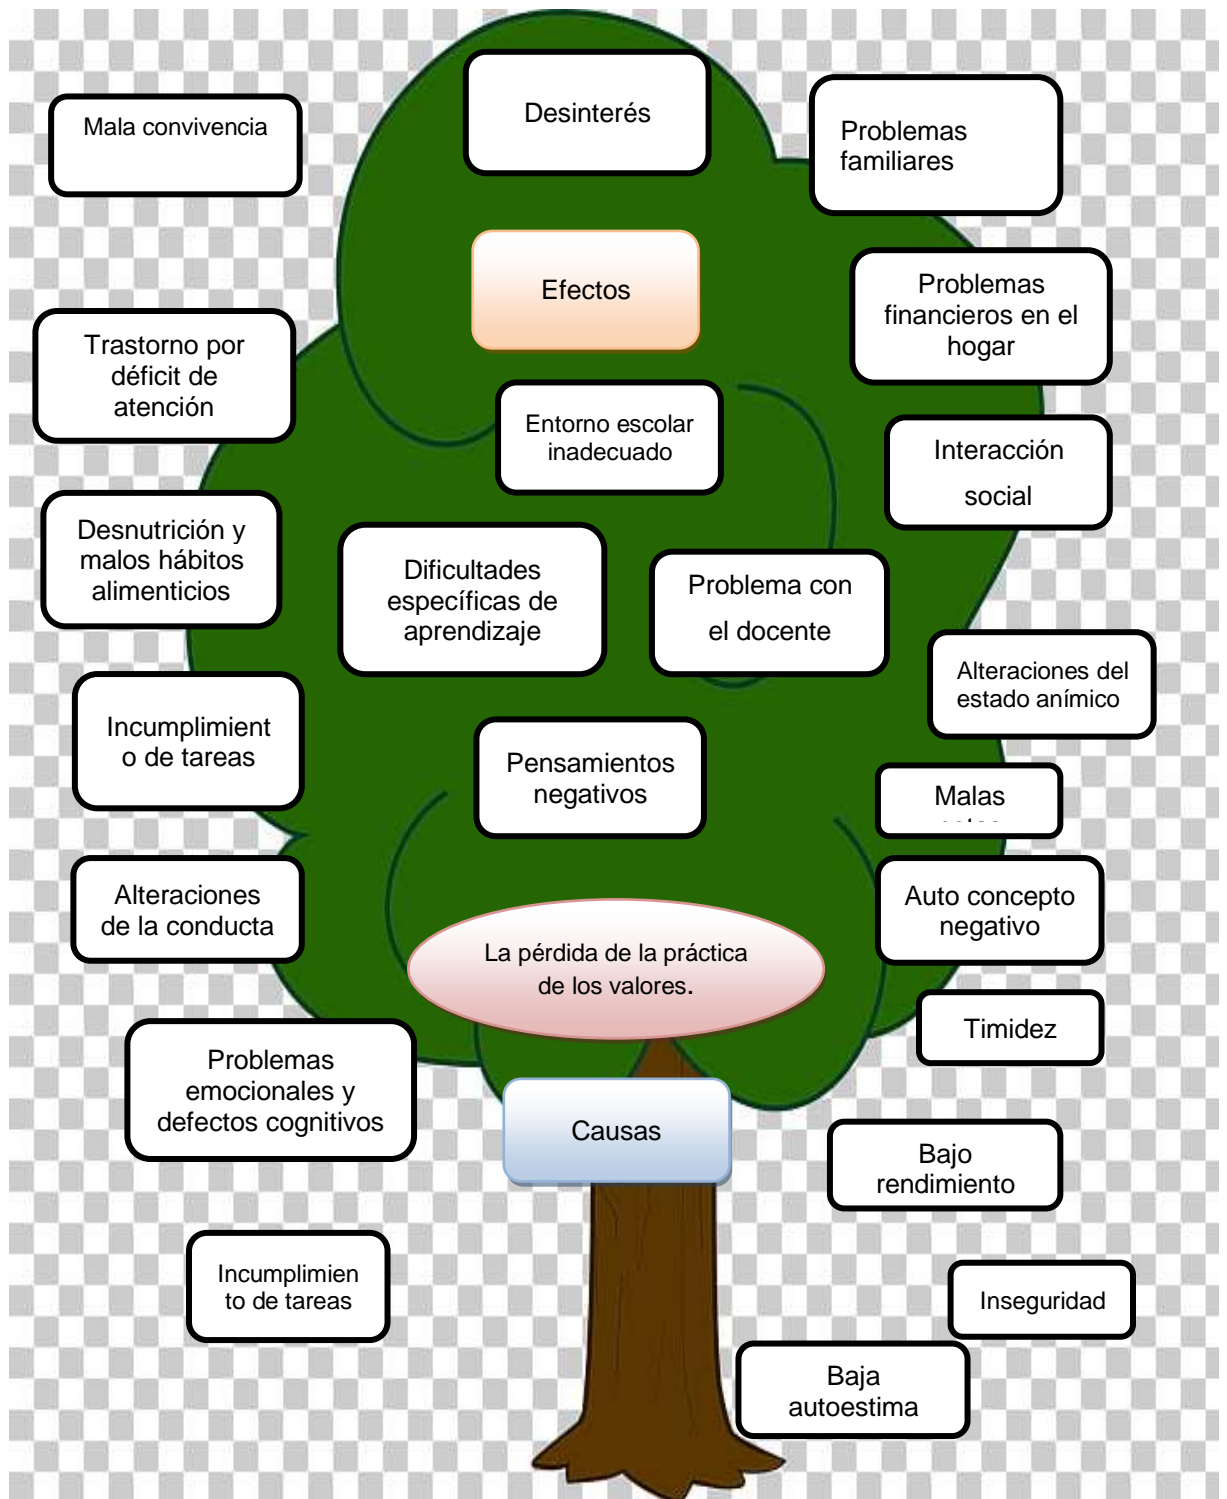 Desinterés
Mala convivencia
Problemas
familiares
Efectos
Problemas
financieros en el
hogar
Trastorno por
déficit de
atención
Entorno escolar
inadecuado
Interacción
social
Desnutrición y
malos hábitos
alimenticios
Dificultades
específicas de
aprendizaje
Problema con
el docente
Alteraciones del
estado anímico
Incumplimient
o de tareas
Pensamientos
negativos
Malas
Alteraciones
de la conducta
Auto concepto
negativo
La pérdida de la práctica
de los valores.
Timidez
Problemas
emocionales y
defectos cognitivos
Causas
Bajo
rendimiento
Incumplimien
to de tareas
Inseguridad
Baja
autoestima